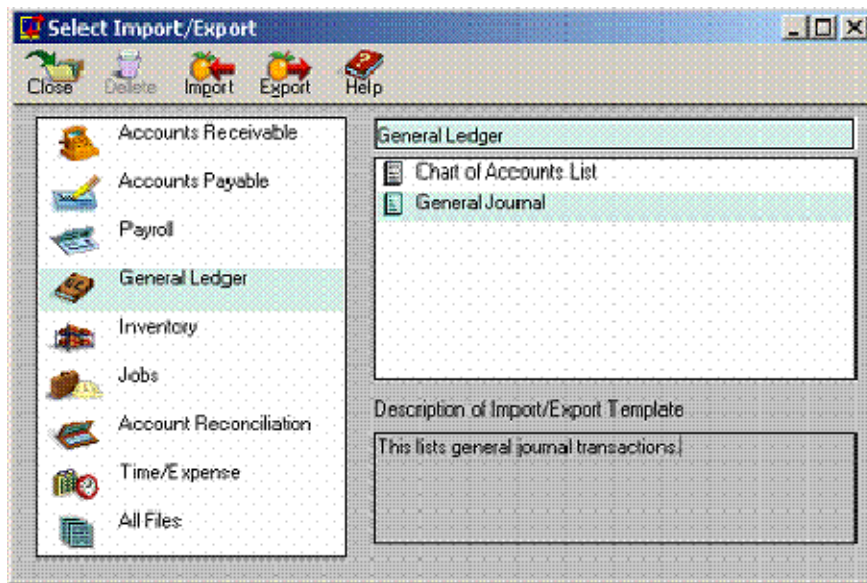 Select Import/Export
Close Delete Import Export Help
Accounts Receivable
Accounts Payable
Payroll
General Ledger
Inventory
Jobs
Account Reconciliation
Time/Expense
All Files
General Ledger
Chart of Accounts List
General Journal
Description of Import/Export Template
This lists general journal transactions.